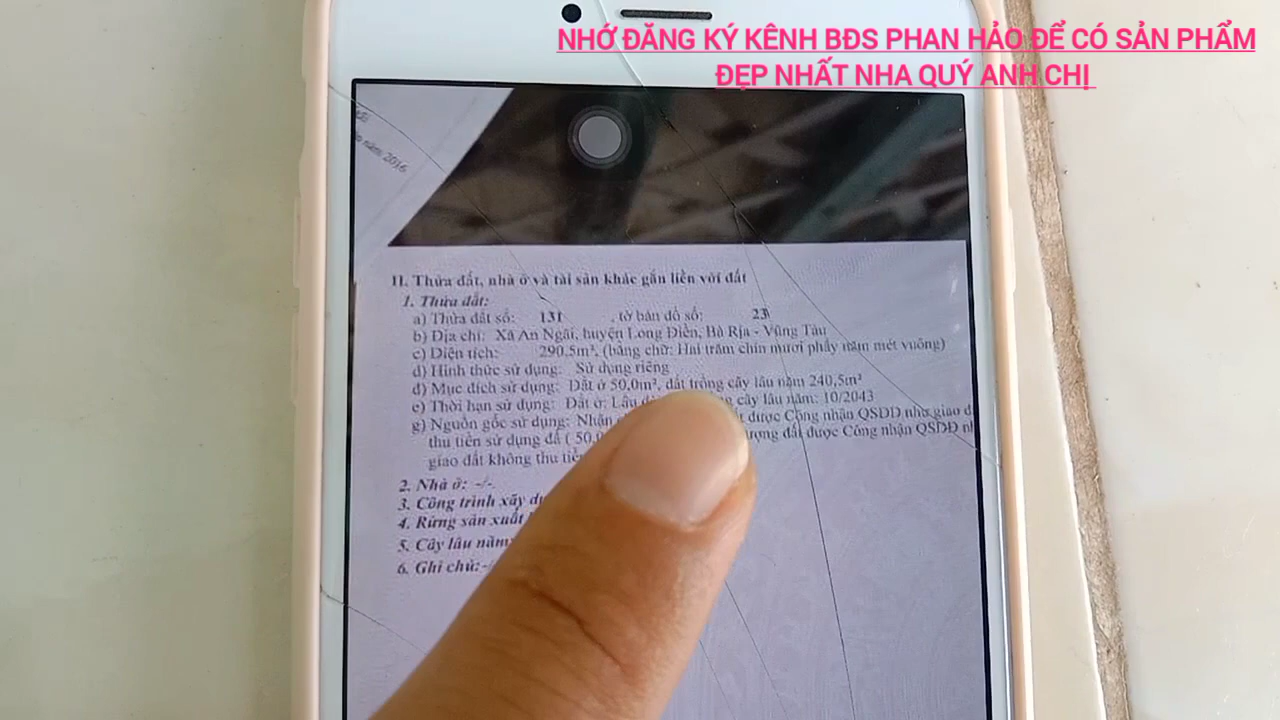 NHỚ ĐĂNG KÝ KÊNH BĐS PHAN HẢO ĐỂ CÓ SẢN PHẨM
ĐẸP NHẤT NHA QUÝ ANH CHỊ
năm 2016
II. Thửa đất, nhà ở và tài sản khác gắn liền với đất
1. Thửa đất:
a) Thửa đất số: 131 , tờ bản đồ số: 23
b) Địa chỉ: Xã An Ngãi, huyện Long Điền, Bà Rịa - Vũng Tàu
c) Diện tích: 290.5m², (bằng chữ: Hai trăm chín mươi phẩy năm mét vuông)
d) Hình thức sử dụng: Sử dụng riêng
đ) Mục đích sử dụng: Đất ở 50,0m², đất trồng cây lâu năm 240,5m²
e) Thời hạn sử dụng: Đất ở: Lâu cây lâu năm: 10/2043
g) Nguồn gốc sử dụng: Nhận được Công nhận QSDĐ như giao
thu tiền sử dụng đấ ( 50, đất được Công nhận QSDĐ
giao đất không thu
2. Nhà ở: -/-
3. Công trình xây
4. Rừng sản xuất
5. Cây lâu năm:
6. Ghi chú: